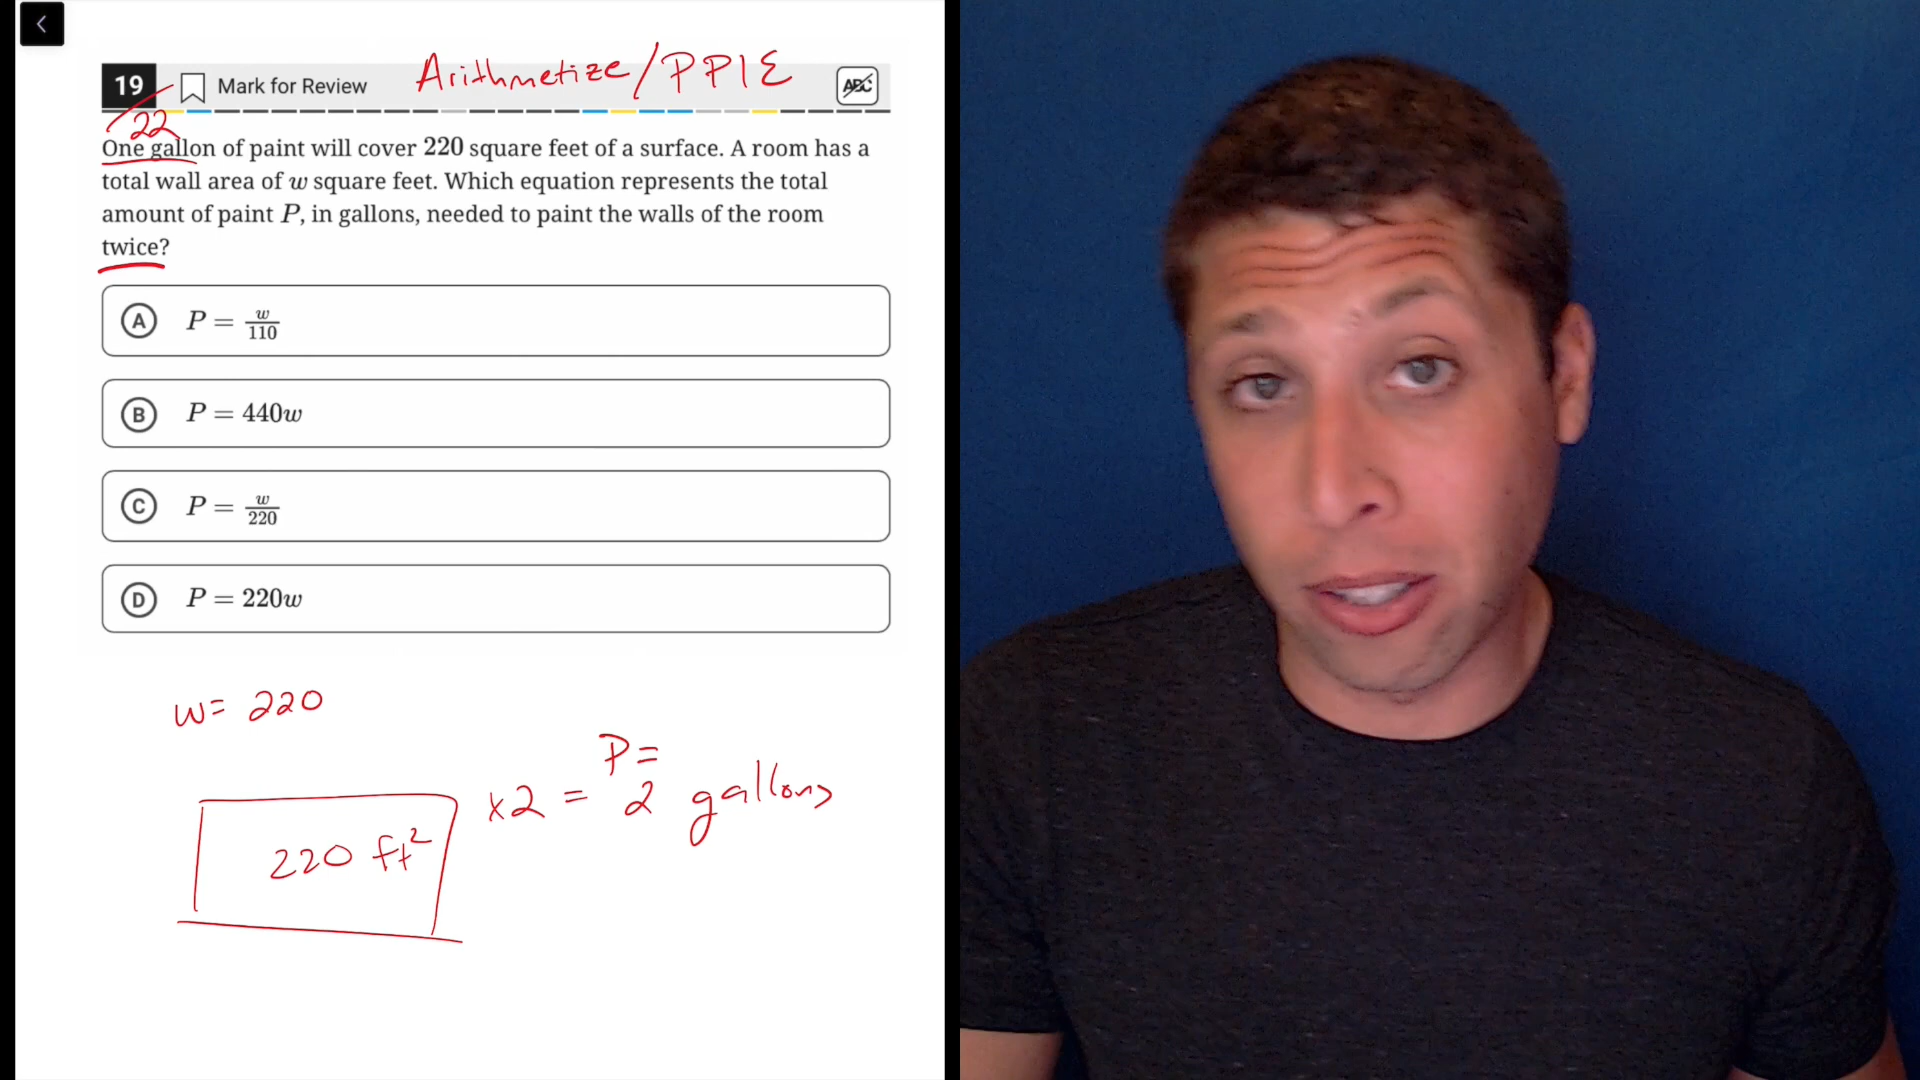 19 Mark for Review Arithmetize/PPIE ABC
22
One gallon of paint will cover 220 square feet of a surface. A room has a
total wall area of w square feet. Which equation represents the total
amount of paint P, in gallons, needed to paint the walls of the room
twice?
A P = w/110
B P = 440w
C P = w/220
D P = 220w
w= 220
P=
x2 = 2 gallons
220 ft²